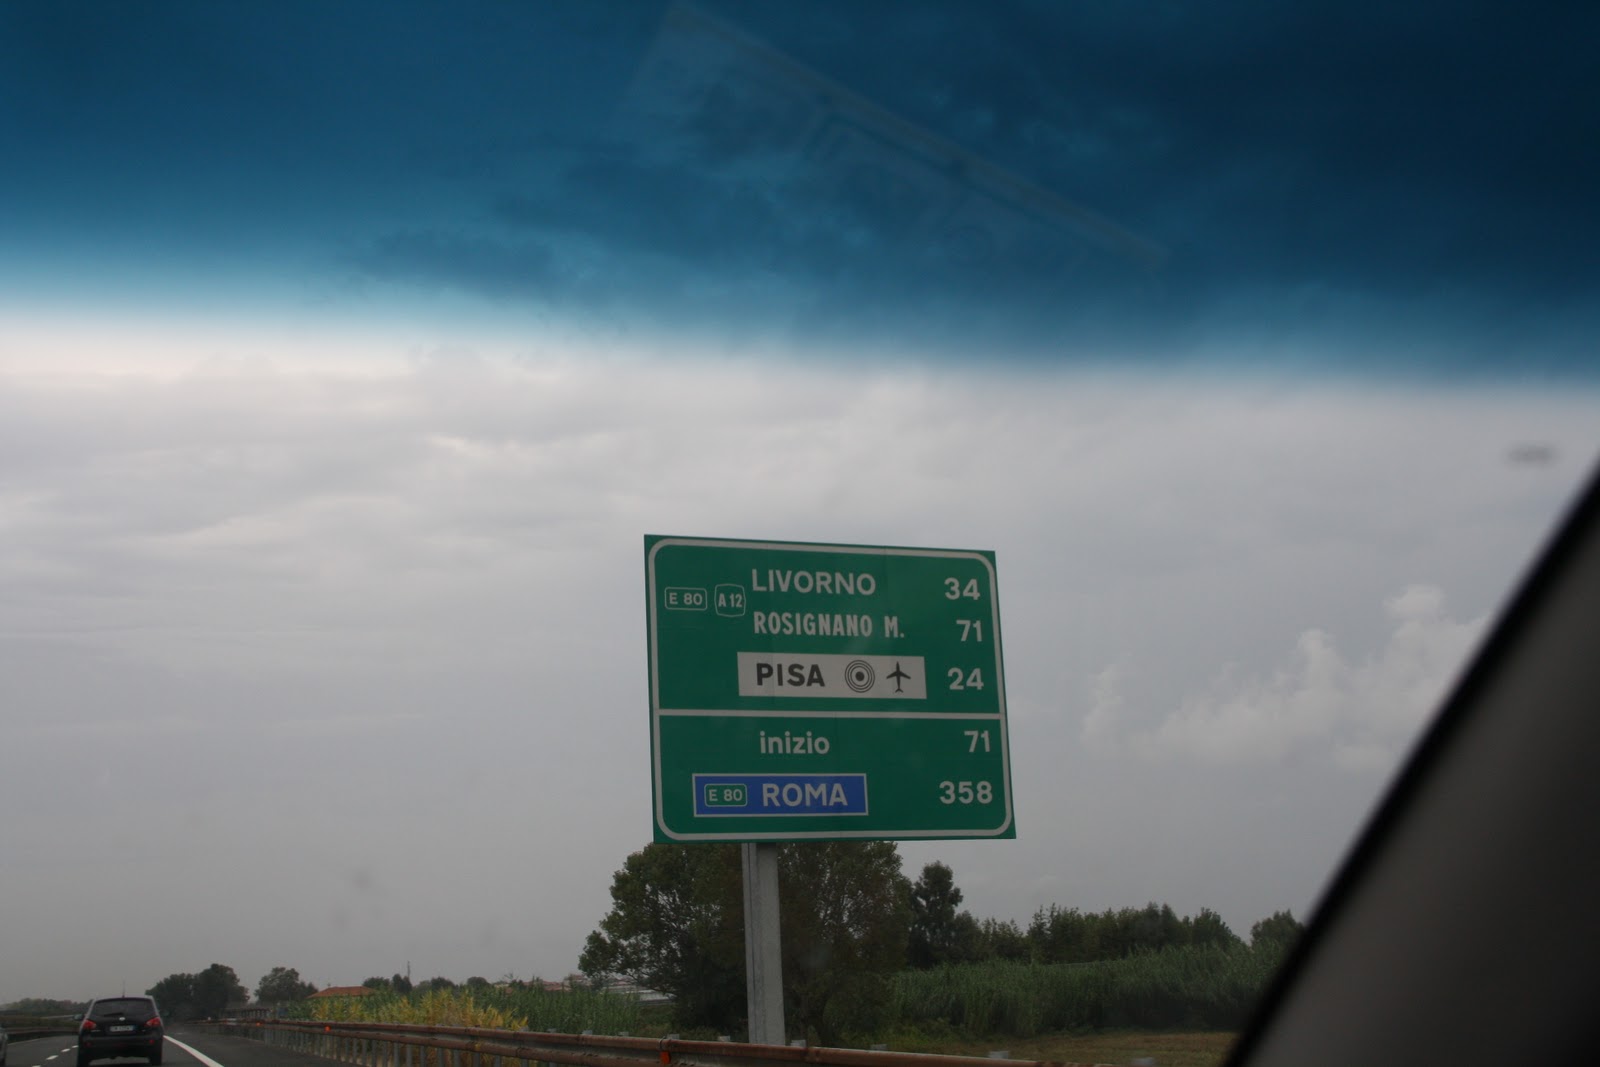 E 80 A 12 LIVORNO 34
ROSIGNANO M. 71
PISA 24
inizio 71
E 80 ROMA 358